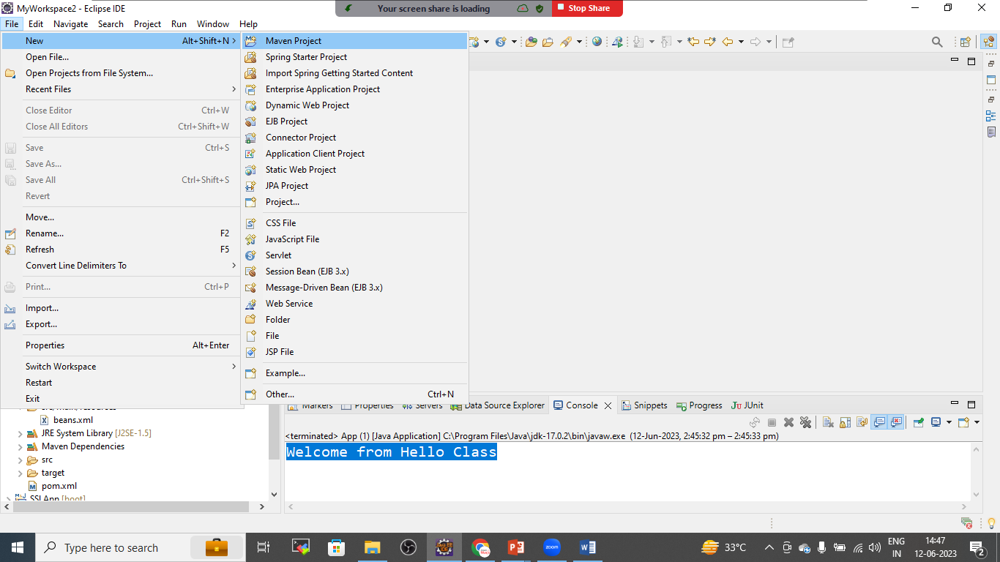 MyWorkspace2 - Eclipse IDE
Your screen share is loading
Stop Share
File Edit Navigate Search Project Run Window Help
New Alt+Shift+N
Open File...
Open Projects from File System...
Recent Files
Close Editor Ctrl+W
Close All Editors Ctrl+Shift+W
Save Ctrl+S
Save As...
Save All Ctrl+Shift+S
Revert
Move...
Rename... F2
Refresh F5
Convert Line Delimiters To
Print... Ctrl+P
Import...
Export...
Properties Alt+Enter
Switch Workspace
Restart
Exit
Maven Project
Spring Starter Project
Import Spring Getting Started Content
Enterprise Application Project
Dynamic Web Project
EJB Project
Connector Project
Application Client Project
Static Web Project
JPA Project
Project...
CSS File
JavaScript File
Servlet
Session Bean (EJB 3.x)
Message-Driven Bean (EJB 3.x)
Web Service
Folder
File
JSP File
Example...
Other... Ctrl+N
src/main/resources
beans.xml
JRE System Library [J2SE-1.5]
Maven Dependencies
src
target
pom.xml
[boot]
Markers Properties Servers Data Source Explorer Console Snippets Progress JUnit
<terminated> App (1) [Java Application] C:\Program Files\Java\jdk-17.0.2\bin\javaw.exe (12-Jun-2023, 2:45:32 pm – 2:45:33 pm)
Welcome from Hello Class
Type here to search
zoom
33°C
ENG
IN
14:47
12-06-2023
2